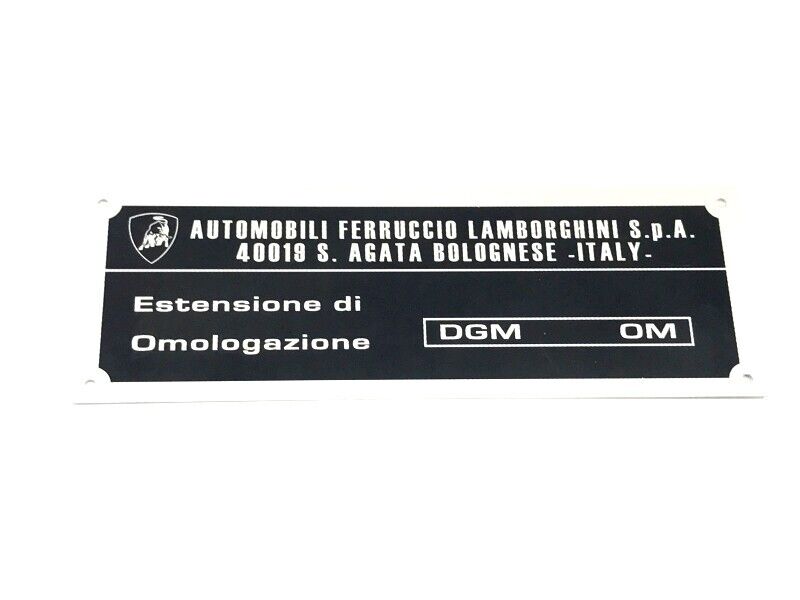 AUTOMOBILI FERRUCCIO LAMBORGHINI S.p.A.
40019 S. AGATA BOLOGNESE -ITALY-
Estensione di
Omologazione
DGM OM